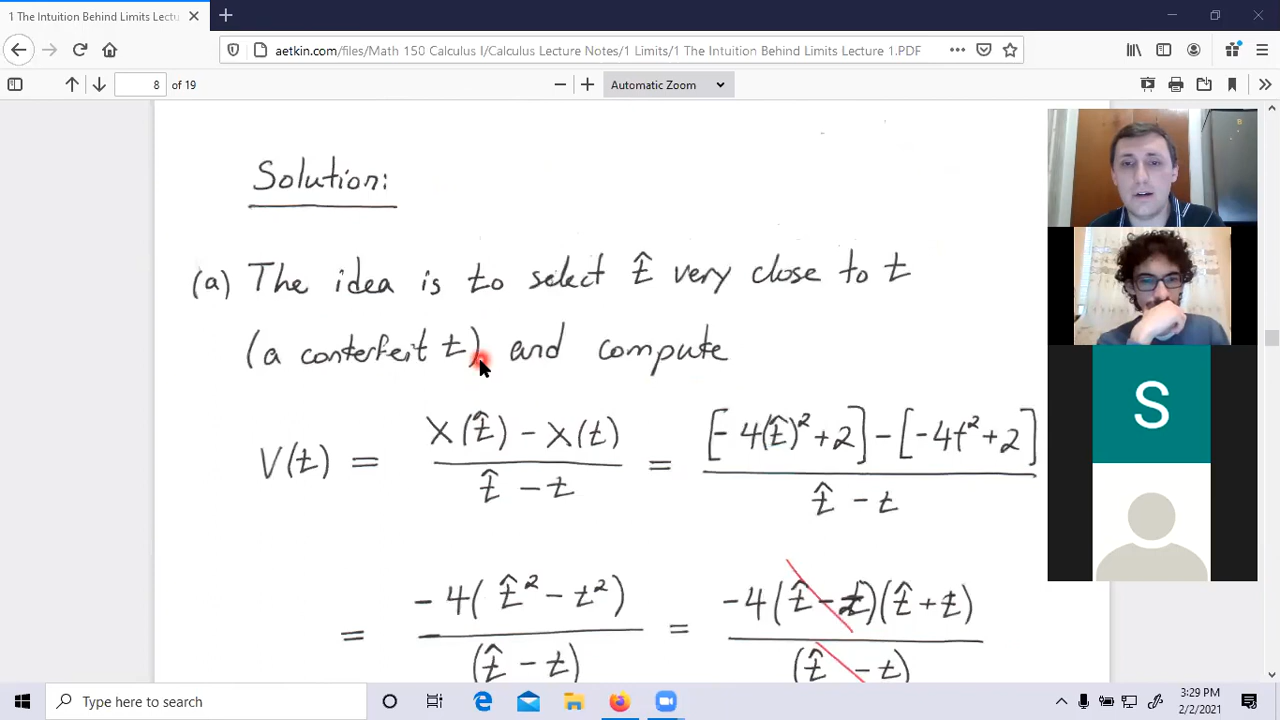 1 The Intuition Behind Limits Lectu
aetkin.com/files/Math 150 Calculus I/Calculus Lecture Notes/1 Limits/1 The Intuition Behind Limits Lecture 1.PDF
8 of 19
Automatic Zoom
Solution:
(a) The idea is to select t̂ very close to t
(a conterfeit t) and compute
V(t) = X(t̂) - X(t) / t̂ - t = [-4(t̂)²+2] - [-4t²+2] / t̂ - t
= -4(t̂² - t²) / (t̂ - t) = -4(t̂ - t)(t̂ + t) / (t̂ - t)
S
Type here to search
3:29 PM
2/2/2021